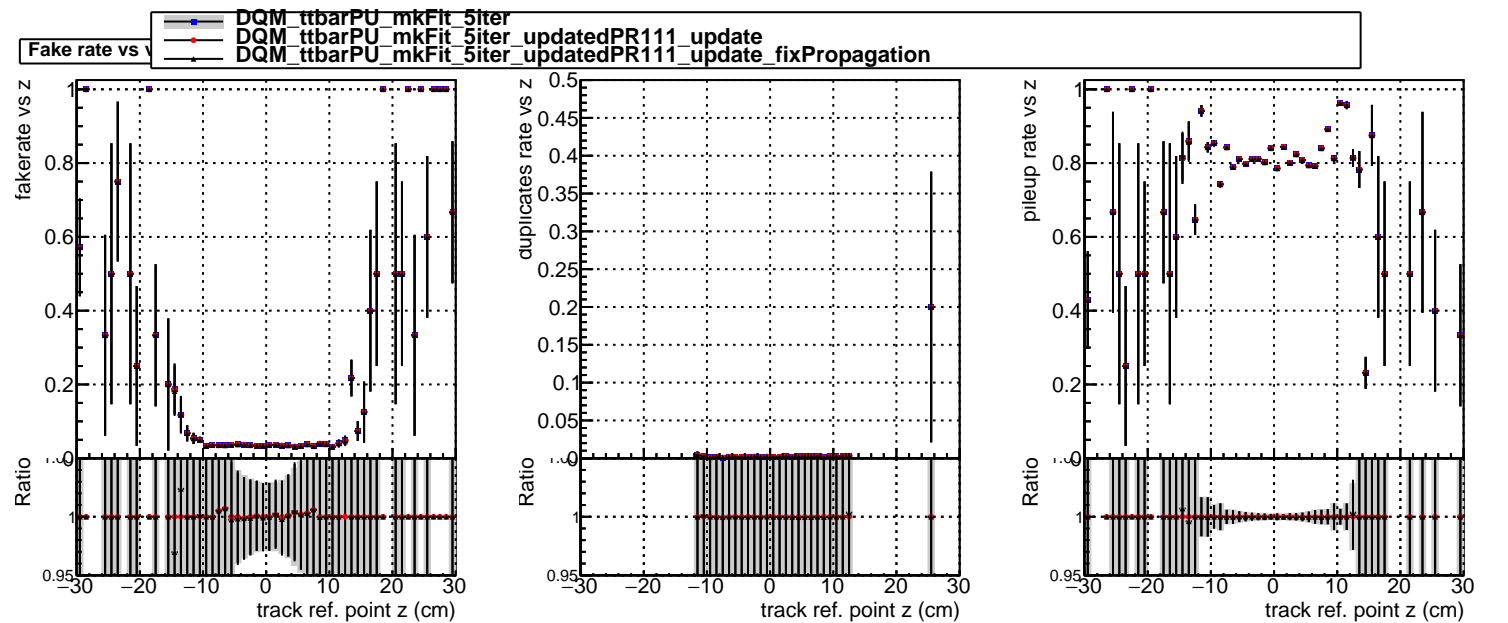 DQM_ttbarPU_mkFit_5iter
DQM_ttbarPU_mkFit_5iter_updatedPR111_update
DQM_ttbarPU_mkFit_5iter_updatedPR111_update_fixPropagation
Fake rate vs
fakerate vs z
1
0.8
0.6
0.4
0.2
0
Ratio
1
0.95
−30 −20 −10 0 10 20 30
track ref. point z (cm)
duplicates rate vs z
0.5
0.45
0.4
0.35
0.3
0.25
0.2
0.15
0.1
0.05
0
Ratio
1
0.95
−30 −20 −10 0 10 20 30
track ref. point z (cm)
pileup rate vs z
1
0.8
0.6
0.4
0.2
0
Ratio
1
0.95
−30 −20 −10 0 10 20 30
track ref. point z (cm)